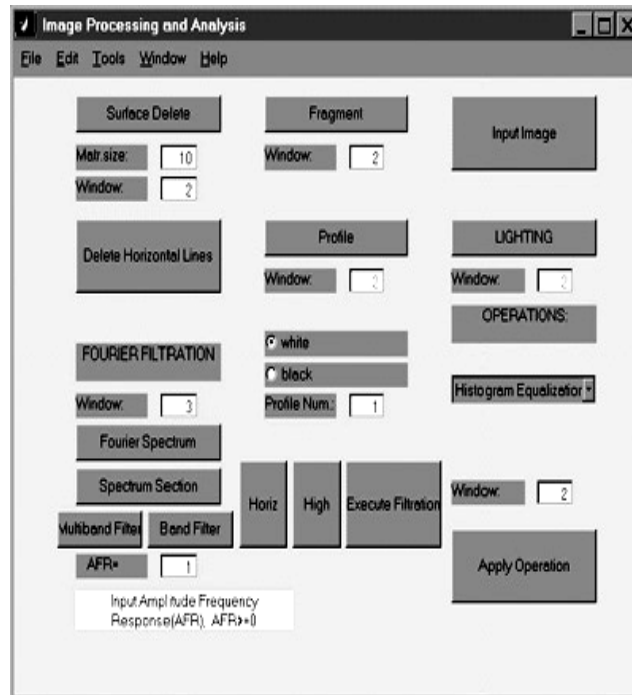 Image Processing and Analysis
File Edit Tools Window Help
Surface Delete
Matr.size: 10
Window: 2
Fragment
Window: 2
Input Image
Delete Horizontal Lines
Profile
Window:
LIGHTING
Window:
OPERATIONS:
white
black
Profile Num.: 1
Histogram Equalization
FOURIER FILTRATION
Window: 3
Fourier Spectrum
Spectrum Section
Multiband Filter Band Filter
AFR= 1
Input Amplitude Frequency
Response(AFR), AFR>=0
Horiz High Execute Filtration
Window: 2
Apply Operation